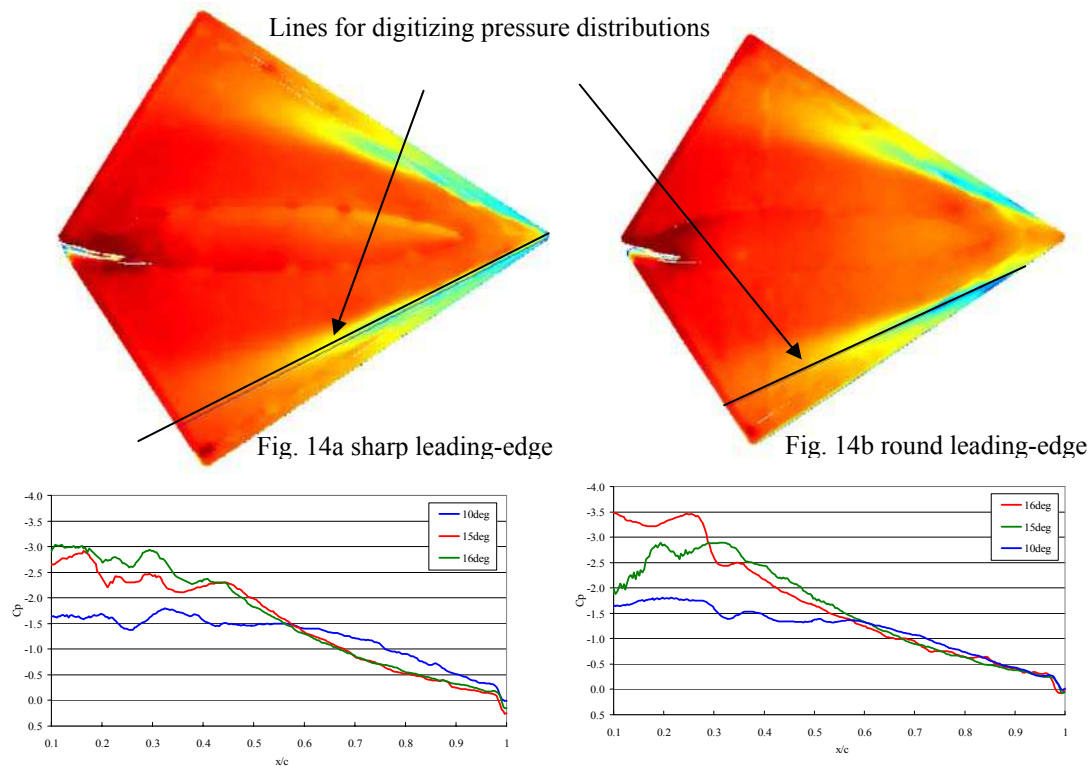 Lines for digitizing pressure distributions
Fig. 14a sharp leading-edge
Fig. 14b round leading-edge
-4.0
-3.5
-3.0
-2.5
-2.0
-1.5
-1.0
-0.5
0.0
0.5
Cp
10deg
15deg
16deg
0.1 0.2 0.3 0.4 0.5 0.6 0.7 0.8 0.9 1
x/c
-4.0
-3.5
-3.0
-2.5
-2.0
-1.5
-1.0
-0.5
0.0
0.5
Cp
16deg
15deg
10deg
0.1 0.2 0.3 0.4 0.5 0.6 0.7 0.8 0.9 1
x/c